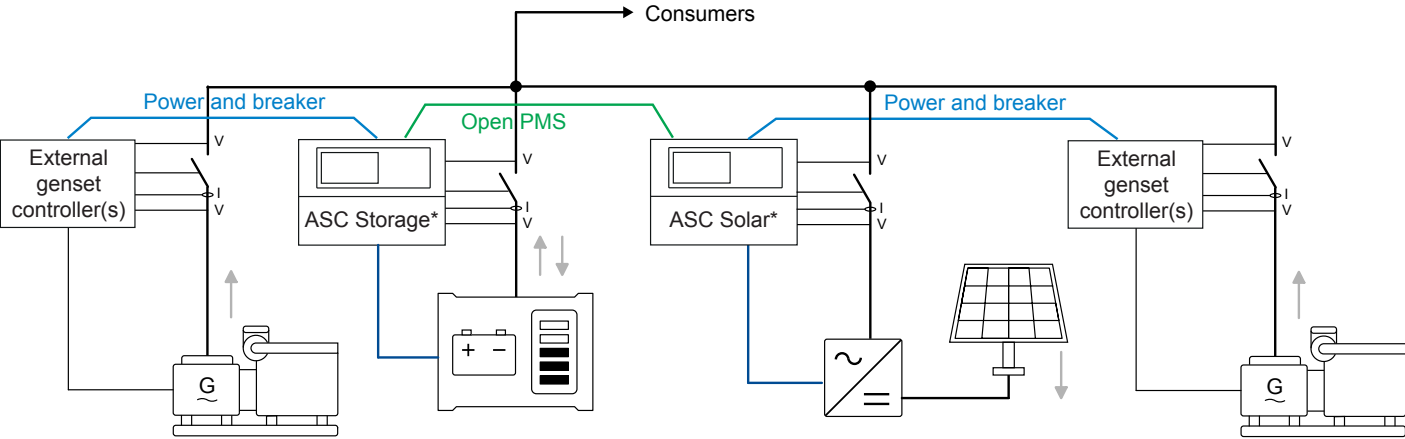 Consumers
Power and breaker
Open PMS
Power and breaker
External
genset
controller(s)
V
I
V
ASC Storage*
V
I
V
ASC Solar*
V
I
V
External
genset
controller(s)
V
I
V
+ −
G
G